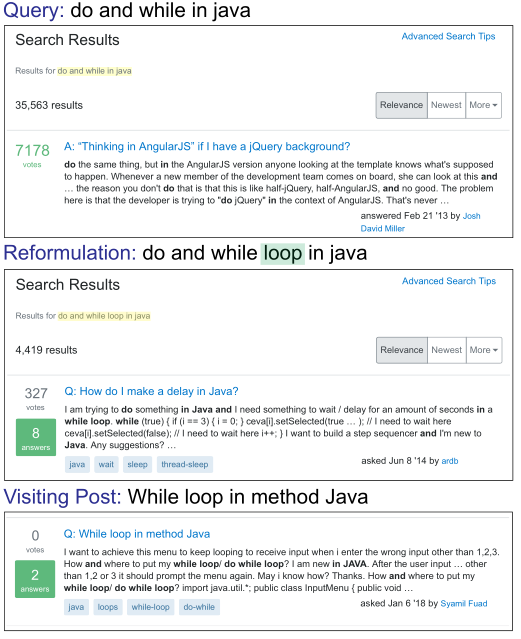 Query: do and while in java
Search Results
Advanced Search Tips
Results for do and while in java
35,563 results
Relevance Newest More
7178
votes
A: “Thinking in AngularJS” if I have a jQuery background?
do the same thing, but in the AngularJS version anyone looking at the template knows what's supposed
to happen. Whenever a new member of the development team comes on board, she can look at this and
… the reason you don't do that is that this is like half-jQuery, half-AngularJS, and no good. The problem
here is that the developer is trying to "do jQuery" in the context of AngularJS. That's never …
answered Feb 21 '13 by Josh
David Miller
Reformulation: do and while loop in java
Search Results
Advanced Search Tips
Results for do and while loop in java
4,419 results
Relevance Newest More
327
votes
8
answers
Q: How do I make a delay in Java?
I am trying to do something in Java and I need something to wait / delay for an amount of seconds in a
while loop. while (true) { if (i == 3) { i = 0; } ceva[i].setSelected(true … ); // I need to wait here
ceva[i].setSelected(false); // I need to wait here i++; } I want to build a step sequencer and I'm new to
Java. Any suggestions? …
java wait sleep thread-sleep
asked Jun 8 '14 by ardb
Visiting Post: While loop in method Java
0
votes
2
answers
Q: While loop in method Java
I want to achieve this menu to keep looping to receive input when i enter the wrong input other than 1,2,3.
How and where to put my while loop/ do while loop? I am new in JAVA. After the user input … other
than 1,2 or 3 it should prompt the menu again. May i know how? Thanks. How and where to put my
while loop/ do while loop? import java.util.*; public class InputMenu { public void …
java loops while-loop do-while
asked Jan 6 '18 by Syamil Fuad